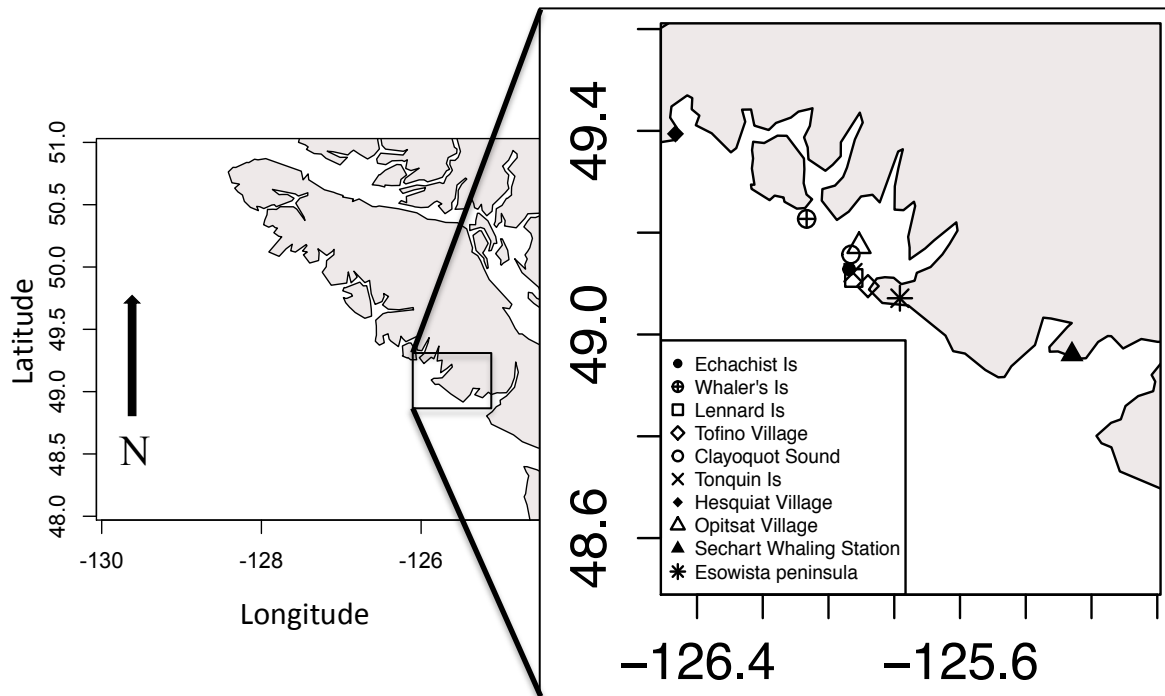 51.0
50.5
50.0
49.5
49.0
48.5
48.0
Latitude
N
-130
-128
-126
Longitude
49.4
49.0
48.6
Echachist Is
Whaler's Is
Lennard Is
Tofino Village
Clayoquot Sound
Tonquin Is
Hesquiat Village
Opitsat Village
Sechart Whaling Station
Esowista peninsula
−126.4
−125.6